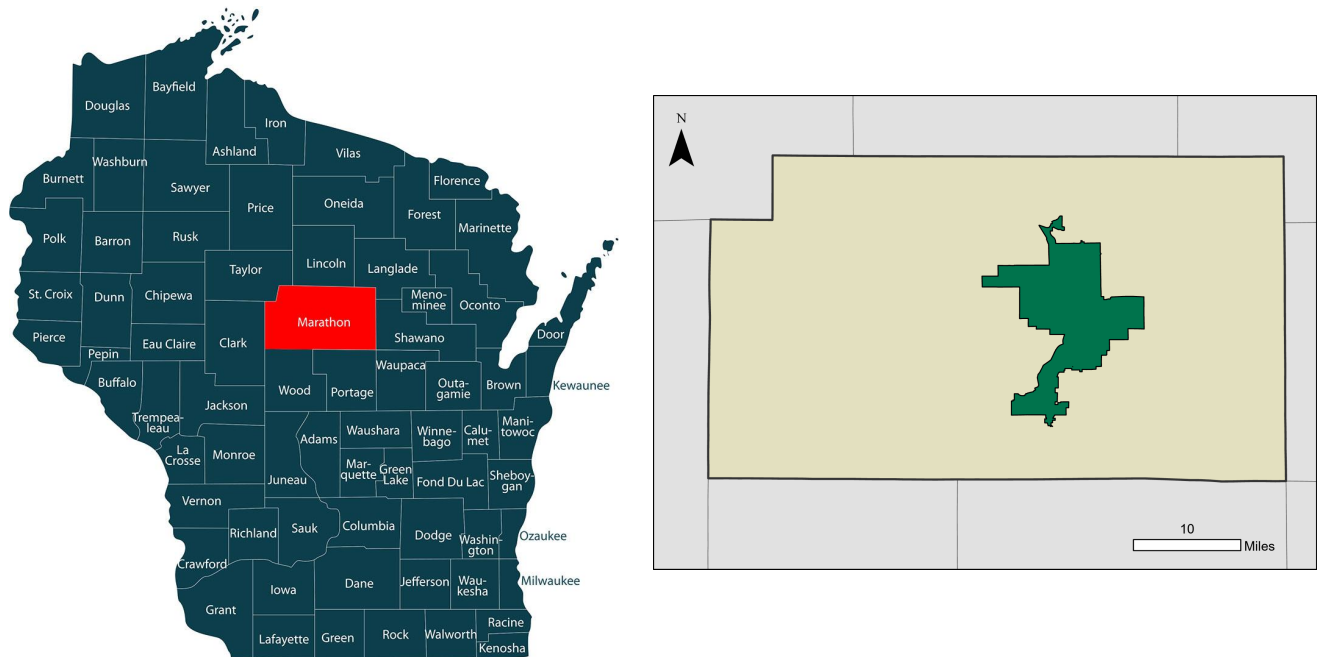 Bayfield
Douglas
Iron
Ashland
Vilas
Washburn
Burnett
Sawyer
Florence
Price
Oneida
Forest
Marinette
Polk
Barron
Rusk
Lincoln
Langlade
Taylor
St. Croix
Dunn
Chipewa
Meno-
minee
Oconto
Marathon
Pierce
Eau Claire
Clark
Shawano
Door
Pepin
Waupaca
Buffalo
Wood
Portage
Outa-
gamie
Brown
Kewaunee
Jackson
Trempea-
leau
Adams
Waushara
Winne-
bago
Calu-
met
Mani-
towoc
La
Crosse
Monroe
Mar-
quette
Green
Lake
Fond Du Lac
Sheboy-
gan
Juneau
Vernon
Richland
Sauk
Columbia
Dodge
Washin-
gton
Ozaukee
Crawford
Iowa
Dane
Jefferson
Wau-
kesha
Milwaukee
Grant
Lafayette
Green
Rock
Walworth
Racine
Kenosha
N
10
Miles